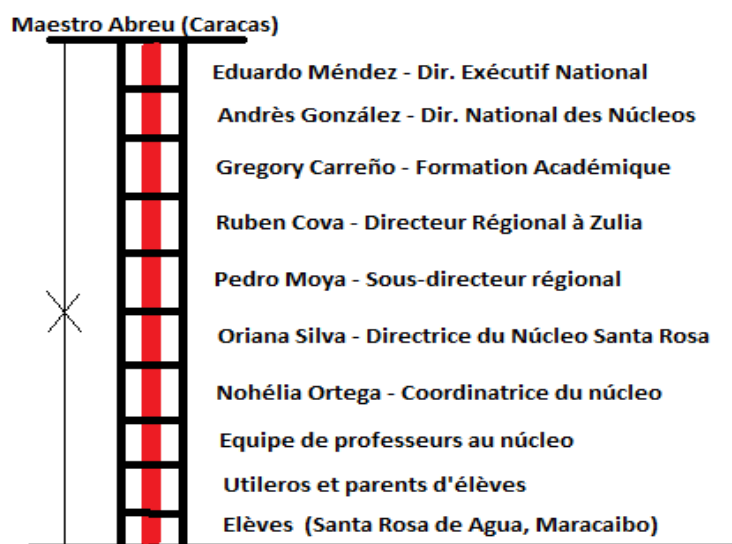 Maestro Abreu (Caracas)
Eduardo Méndez - Dir. Exécutif National
Andrès González - Dir. National des Núcleos
Gregory Carreño - Formation Académique
Ruben Cova - Directeur Régional à Zulia
Pedro Moya - Sous-directeur régional
Oriana Silva - Directrice du Núcleo Santa Rosa
Nohélia Ortega - Coordinatrice du núcleo
Equipe de professeurs au núcleo
Utileros et parents d'élèves
Elèves (Santa Rosa de Agua, Maracaibo)